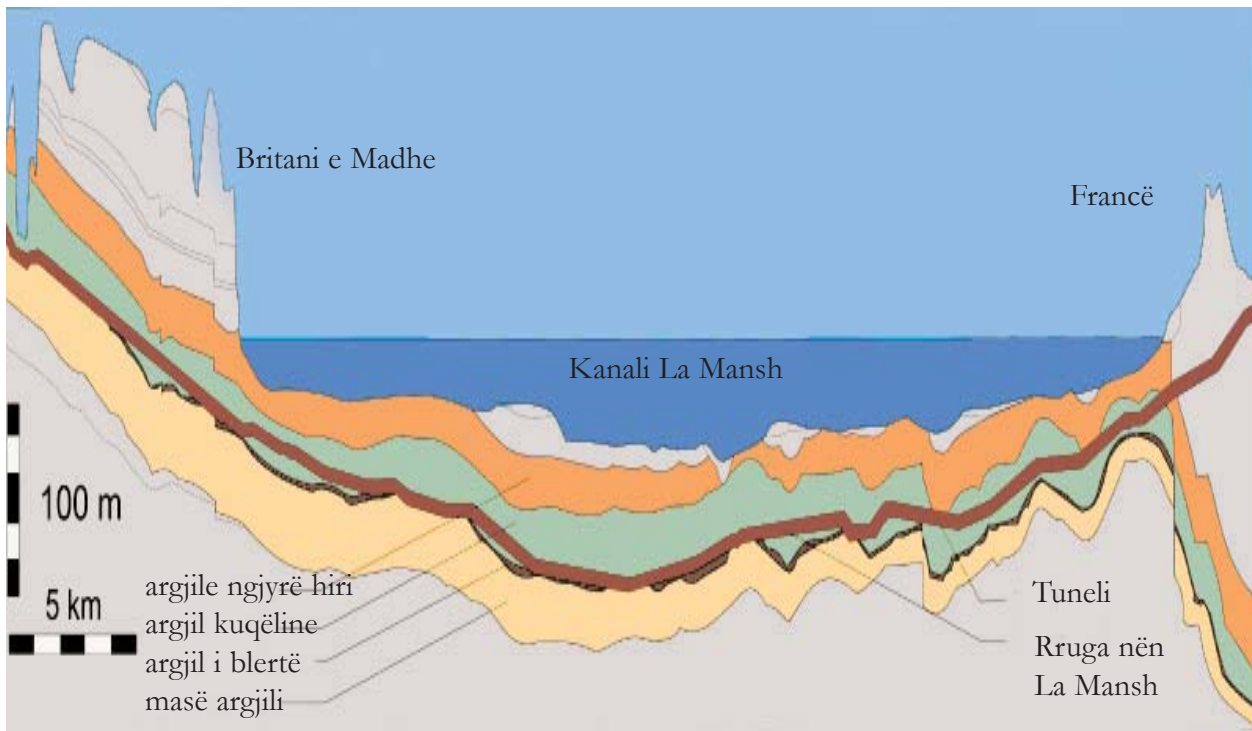 Britani e Madhe
Francë
Kanali La Mansh
100 m
5 km
argjile ngjyrë hiri
argjil kuqëline
argjil i blertë
masë argjili
Tuneli
Rruga nën
La Mansh